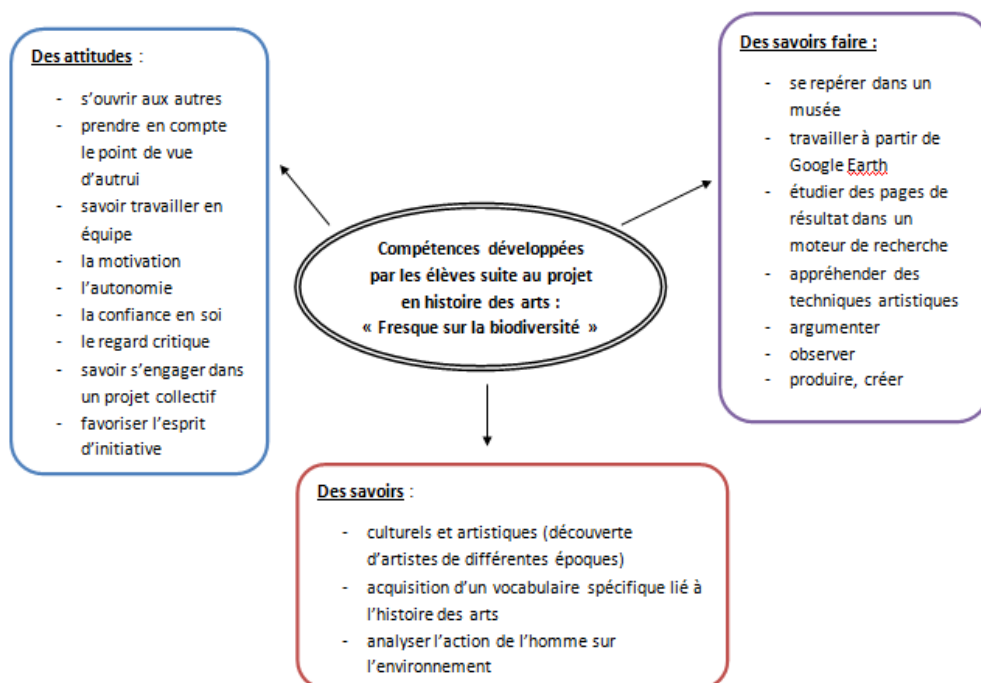 Des attitudes :
- s’ouvrir aux autres
- prendre en compte
le point de vue
d’autrui
- savoir travailler en
équipe
- la motivation
- l’autonomie
- la confiance en soi
- le regard critique
- savoir s’engager dans
un projet collectif
- favoriser l’esprit
d’initiative
Des savoirs faire :
- se repérer dans un
musée
- travailler à partir de
Google Earth
- étudier des pages de
résultat dans un
moteur de recherche
- appréhender des
techniques artistiques
- argumenter
- observer
- produire, créer
Compétences développées
par les élèves suite au projet
en histoire des arts :
« Fresque sur la biodiversité »
Des savoirs :
- culturels et artistiques (découverte
d’artistes de différentes époques)
- acquisition d’un vocabulaire spécifique lié à
l’histoire des arts
- analyser l’action de l’homme sur
l’environnement